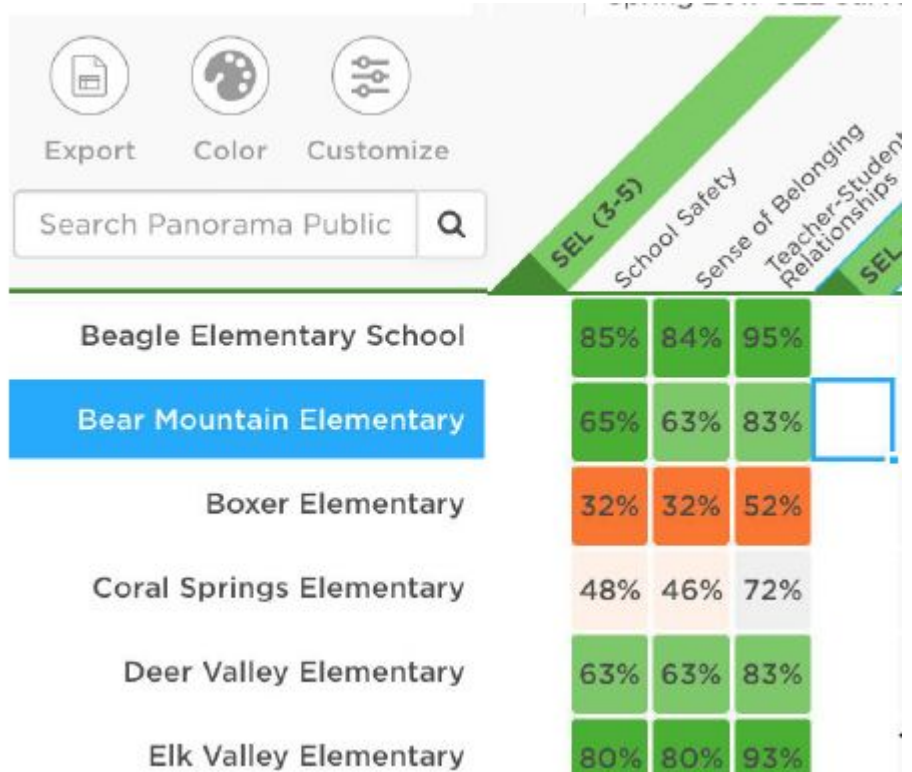 Export Color Customize
Search Panorama Public
SEL (3-5)
School Safety
Sense of Belonging
Teacher-Student
Relationships
SEL
Beagle Elementary School 85% 84% 95%
Bear Mountain Elementary 65% 63% 83%
Boxer Elementary 32% 32% 52%
Coral Springs Elementary 48% 46% 72%
Deer Valley Elementary 63% 63% 83%
Elk Valley Elementary 80% 80% 93%